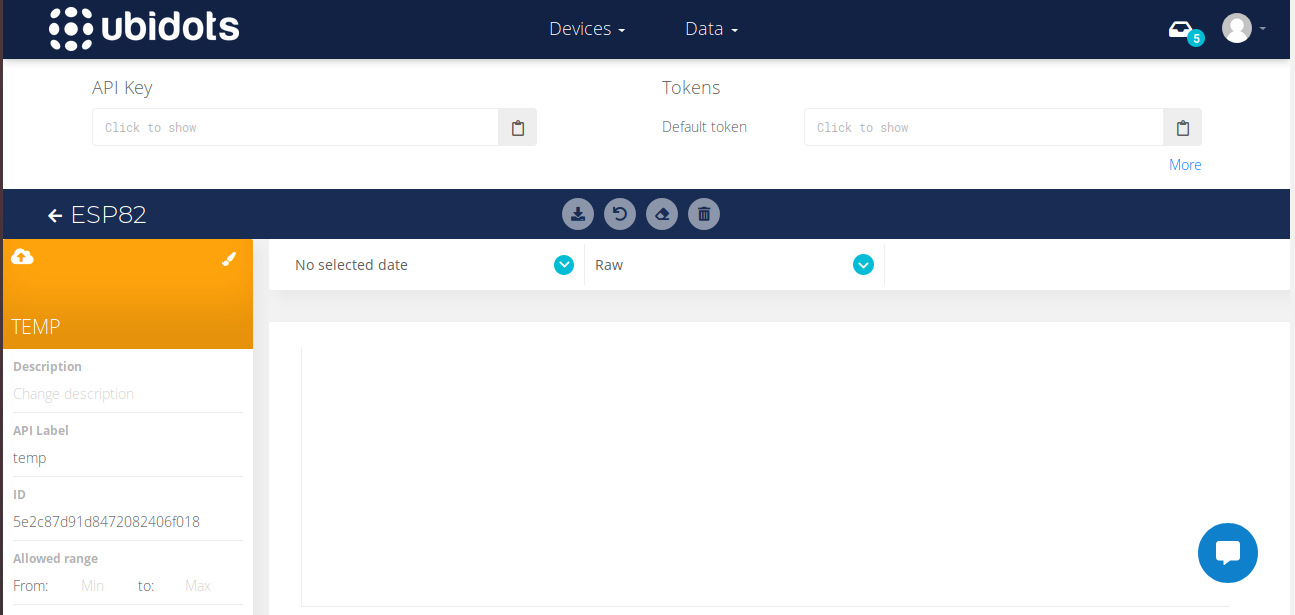 ubidots
Devices
Data
5
API Key
Tokens
Click to show
Default token
Click to show
More
ESP82
No selected date
Raw
TEMP
Description
Change description
API Label
temp
ID
5e2c87d91d8472082406f018
Allowed range
From: Min to: Max